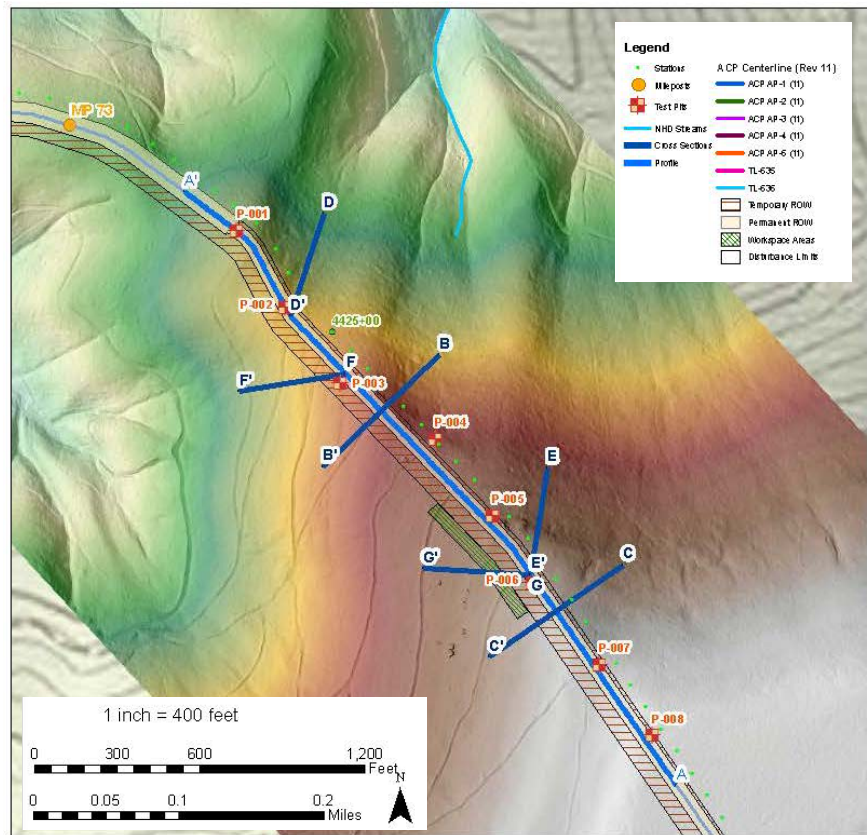 Legend
Stations
Mileposts
Test Pits
NHD Streams
Cross Sections
Profile
ACP Centerline (Rev 11)
ACP AP-1 (11)
ACP AP-2 (11)
ACP AP-3 (11)
ACP AP-4 (11)
ACP AP-5 (11)
TL-635
TL-636
Temporary ROW
Permanent ROW
Workspace Areas
Disturbance Limits
MP 73
A'
P-001
D
P-002
D'
4425+00
F
B
F'
P-003
P-004
B'
E
P-005
G'
E'
C
P-006
G
C'
P-007
P-008
A
1 inch = 400 feet
0 300 600 1,200
Feet
N
0 0.05 0.1 0.2
Miles